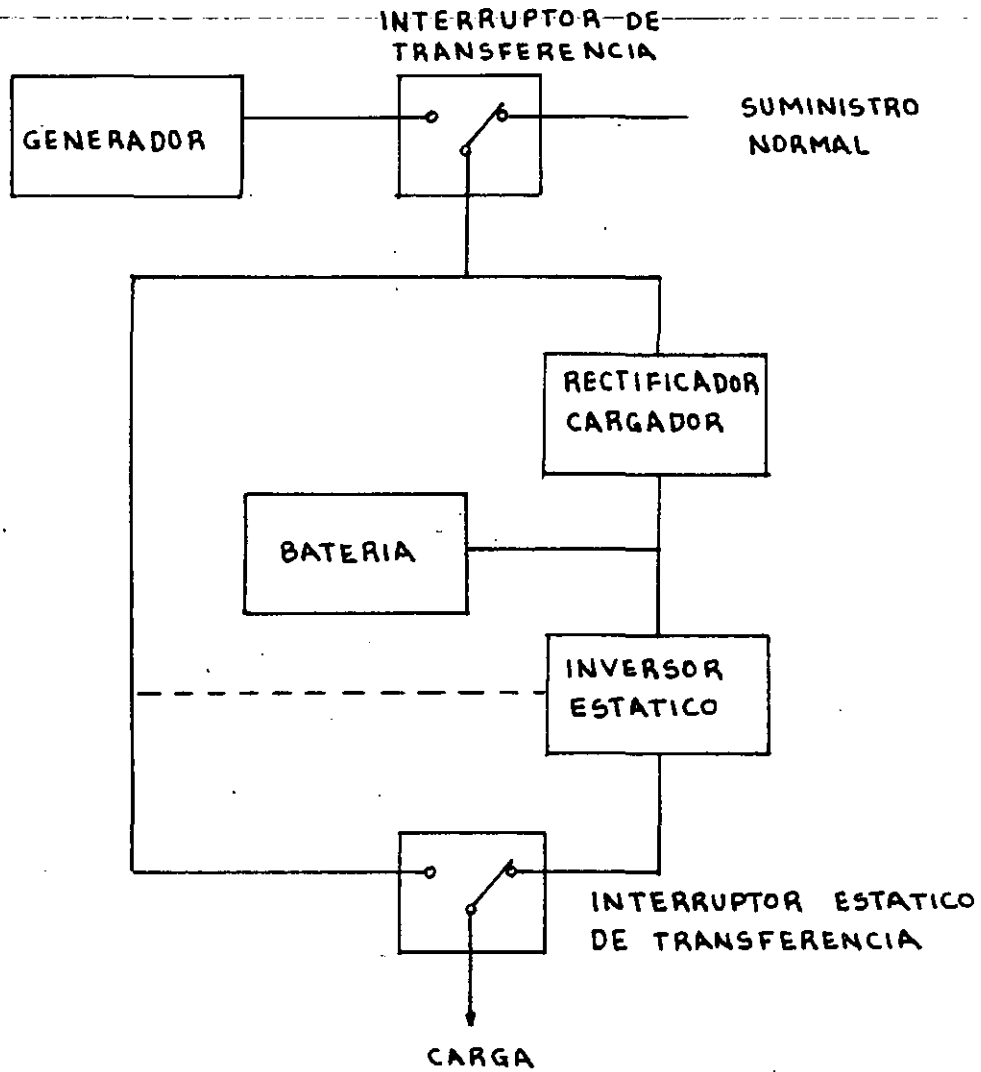 INTERRUPTOR DE
TRANSFERENCIA
GENERADOR
SUMINISTRO
NORMAL
RECTIFICADOR
CARGADOR
BATERIA
INVERSOR
ESTATICO
INTERRUPTOR ESTATICO
DE TRANSFERENCIA
CARGA